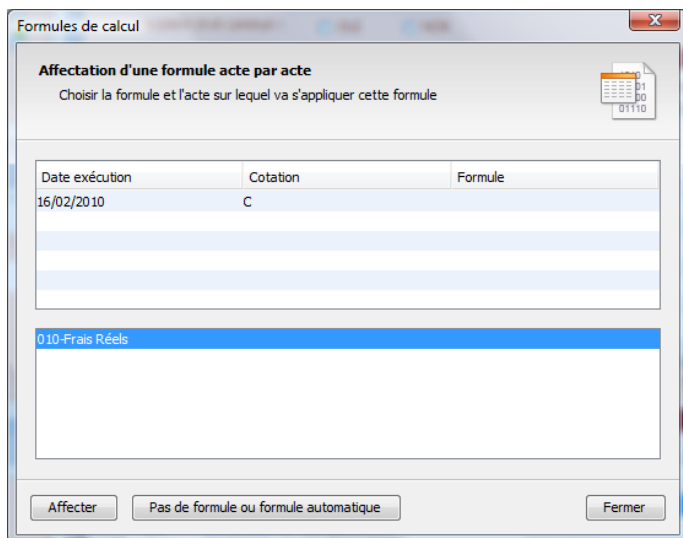 Formules de calcul
Affectation d'une formule acte par acte
Choisir la formule et l'acte sur lequel va s'appliquer cette formule
Date exécution Cotation Formule
16/02/2010 C
010-Frais Réels
Affecter Pas de formule ou formule automatique Fermer